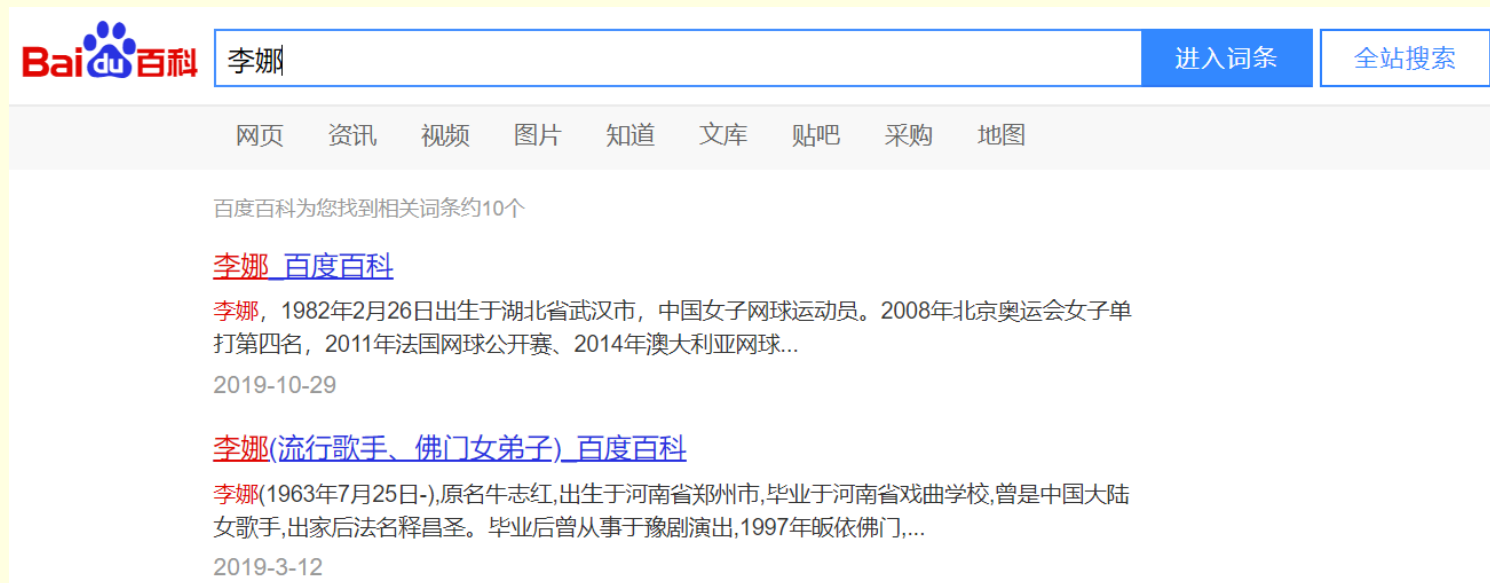 Bai du 百科 李娜 进入词条 全站搜索
网页 资讯 视频 图片 知道 文库 贴吧 采购 地图
百度百科为您找到相关词条约10个
李娜_百度百科
李娜，1982年2月26日出生于湖北省武汉市，中国女子网球运动员。2008年北京奥运会女子单
打第四名，2011年法国网球公开赛、2014年澳大利亚网球...
2019-10-29
李娜(流行歌手、佛门女弟子)_百度百科
李娜(1963年7月25日-),原名牛志红,出生于河南省郑州市,毕业于河南省戏曲学校,曾是中国大陆
女歌手,出家后法名释昌圣。毕业后曾从事于豫剧演出,1997年皈依佛门,...
2019-3-12